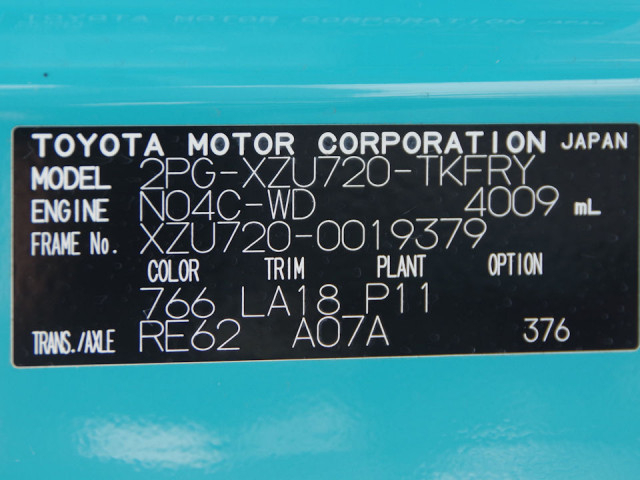 TOYOTA MOTOR CORPORATION JAPAN
MODEL 2PG-XZU720-TKFRY
ENGINE N04C-WD 4009 mL
FRAME No. XZU720-0019379
COLOR TRIM PLANT OPTION
766 LA18 P11
TRANS./AXLE RE62 A07A 376